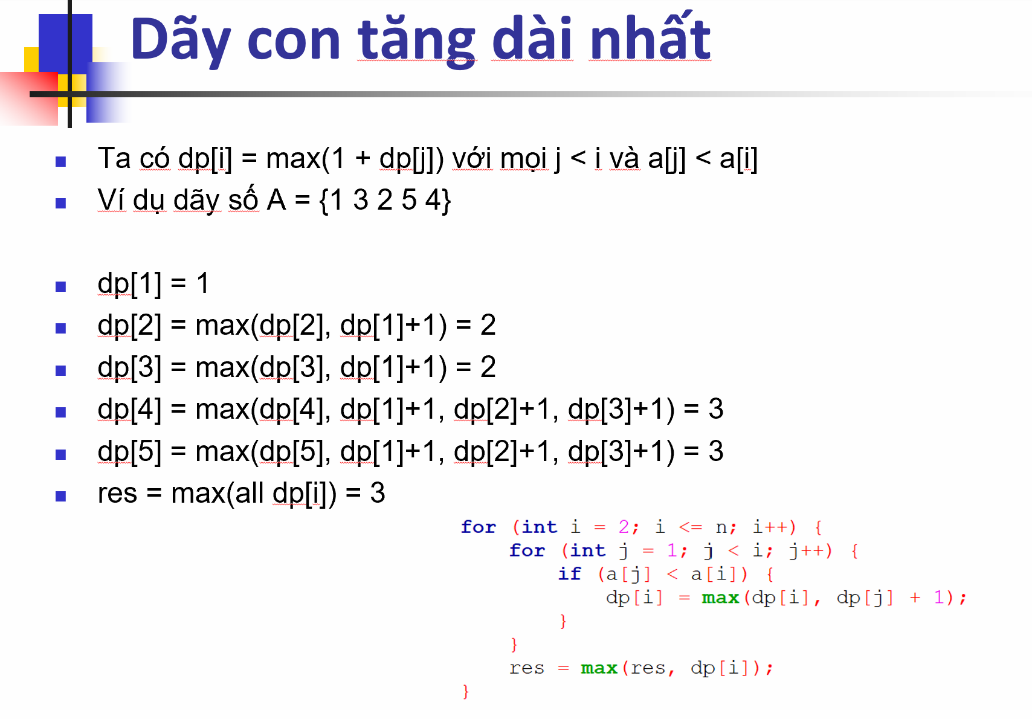 Dãy con tăng dài nhất
Ta có dp[i] = max(1 + dp[j]) với mọi j < i và a[j] < a[i]
Ví dụ dãy số A = {1 3 2 5 4}
dp[1] = 1
dp[2] = max(dp[2], dp[1]+1) = 2
dp[3] = max(dp[3], dp[1]+1) = 2
dp[4] = max(dp[4], dp[1]+1, dp[2]+1, dp[3]+1) = 3
dp[5] = max(dp[5], dp[1]+1, dp[2]+1, dp[3]+1) = 3
res = max(all dp[i]) = 3
for (int i = 2; i <= n; i++) {
    for (int j = 1; j < i; j++) {
        if (a[j] < a[i]) {
            dp[i] = max(dp[i], dp[j] + 1);
        }
    }
    res = max(res, dp[i]);
}